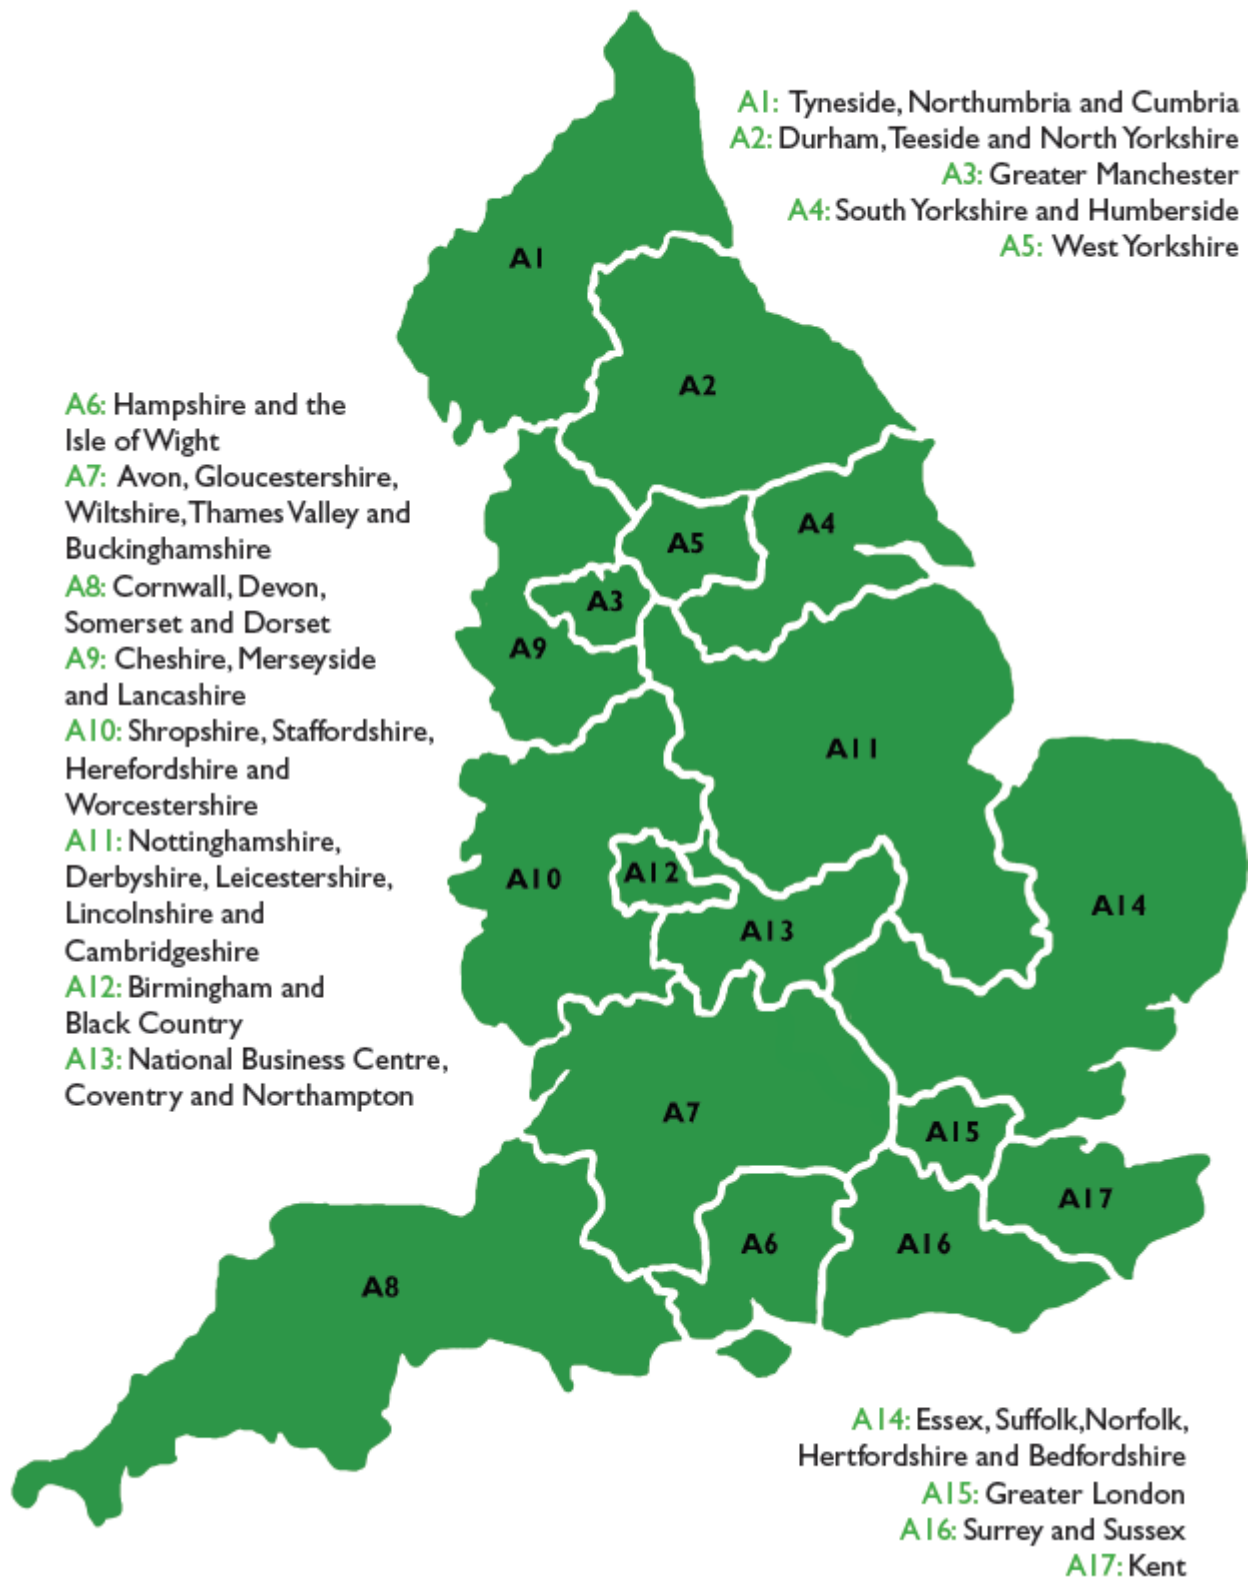 A1: Tyneside, Northumbria and Cumbria
A2: Durham, Teeside and North Yorkshire
A3: Greater Manchester
A4: South Yorkshire and Humberside
A5: West Yorkshire
A1
A2
A6: Hampshire and the
Isle of Wight
A7: Avon, Gloucestershire,
Wiltshire, Thames Valley and
Buckinghamshire
A8: Cornwall, Devon,
Somerset and Dorset
A9: Cheshire, Merseyside
and Lancashire
A10: Shropshire, Staffordshire,
Herefordshire and
Worcestershire
A11: Nottinghamshire,
Derbyshire, Leicestershire,
Lincolnshire and
Cambridgeshire
A12: Birmingham and
Black Country
A13: National Business Centre,
Coventry and Northampton
A4
A5
A3
A9
A11
A12
A10
A14
A13
A7
A15
A17
A6
A16
A8
A14: Essex, Suffolk,Norfolk,
Hertfordshire and Bedfordshire
A15: Greater London
A16: Surrey and Sussex
A17: Kent